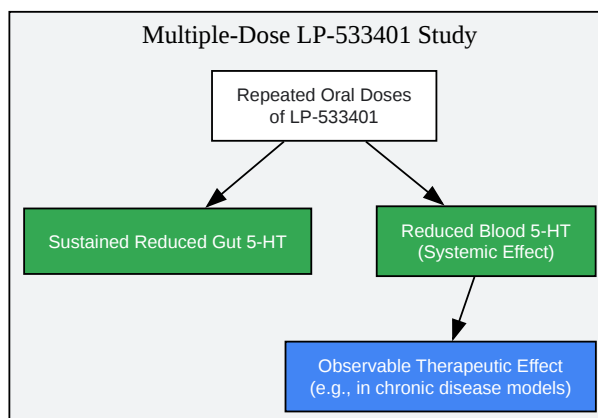 Multiple-Dose LP-533401 Study
Repeated Oral Doses
of LP-533401
Sustained Reduced Gut 5-HT
Reduced Blood 5-HT
(Systemic Effect)
Observable Therapeutic Effect
(e.g., in chronic disease models)